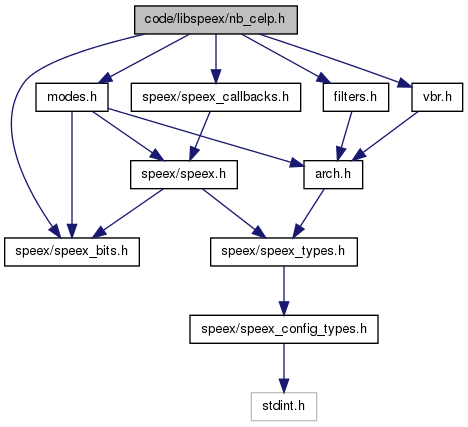 code/libspeex/nb_celp.h
modes.h
speex/speex_callbacks.h
filters.h
vbr.h
speex/speex.h
arch.h
speex/speex_bits.h
speex/speex_types.h
speex/speex_config_types.h
stdint.h